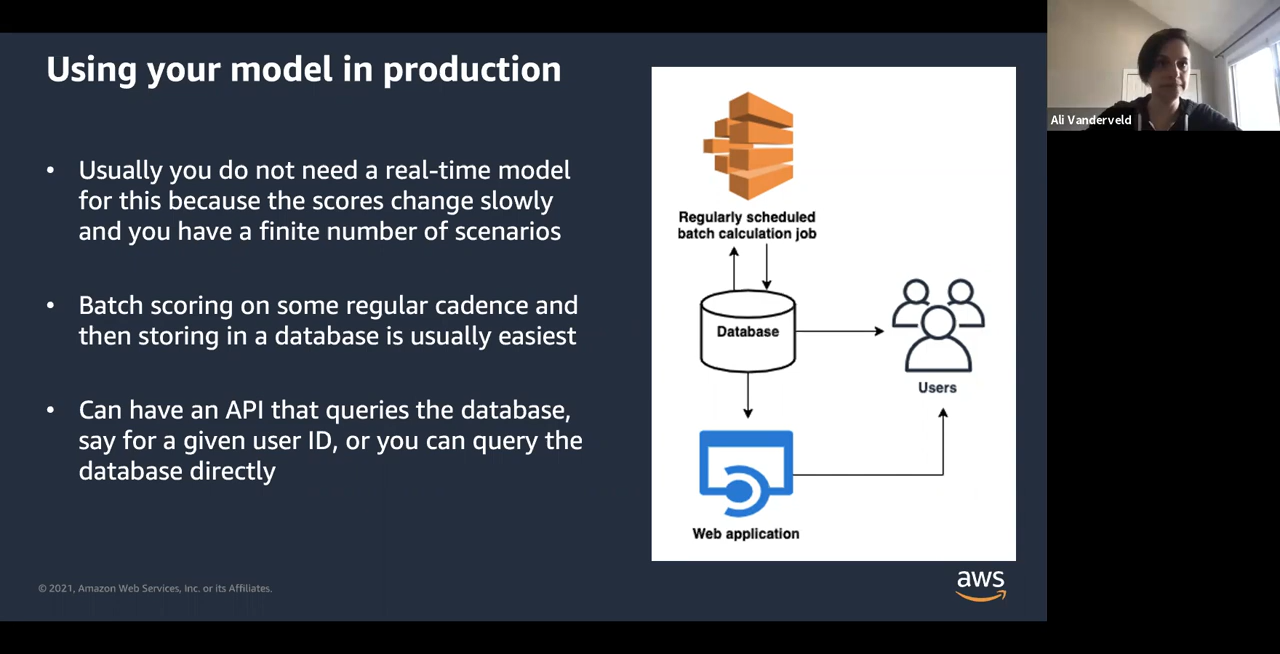 Using your model in production
• Usually you do not need a real-time model
for this because the scores change slowly
and you have a finite number of scenarios
• Batch scoring on some regular cadence and
then storing in a database is usually easiest
• Can have an API that queries the database,
say for a given user ID, or you can query the
database directly
Regularly scheduled
batch calculation job
Database
Users
Web application
© 2021, Amazon Web Services, Inc. or its Affiliates.
aws
Ali Vanderveld